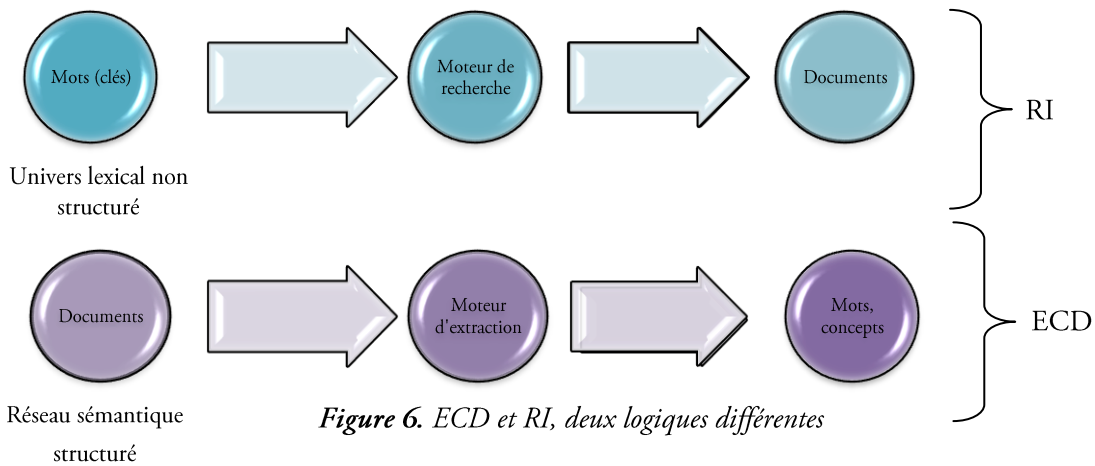 Mots (clés)
Moteur de
recherche
Documents
RI
Univers lexical non
structuré
Documents
Moteur
d'extraction
Mots,
concepts
ECD
Réseau sémantique
structuré
Figure 6. ECD et RI, deux logiques différentes